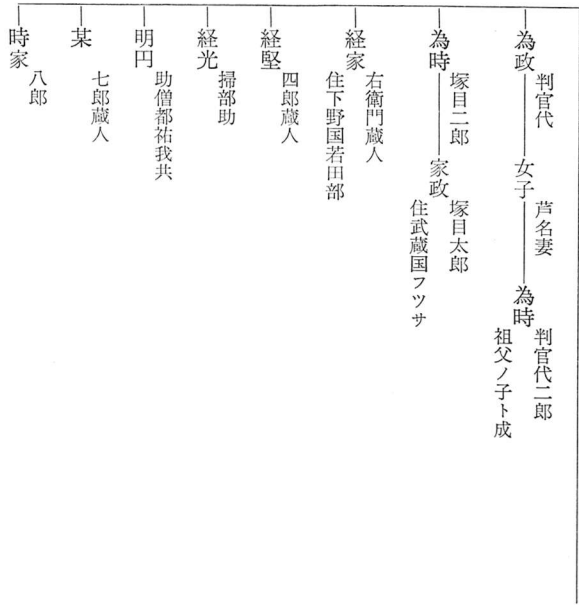 為政
判官代
女子
芦名妻
為時
判官代二郎
祖父ノ子ト成
為時
塚目二郎
家政
塚目太郎
住武蔵国フツサ
経家
右衛門蔵人
住下野国若田部
経堅
四郎蔵人
経光
掃部助
明円
助僧都祐我共
某
七郎蔵人
時家
八郎